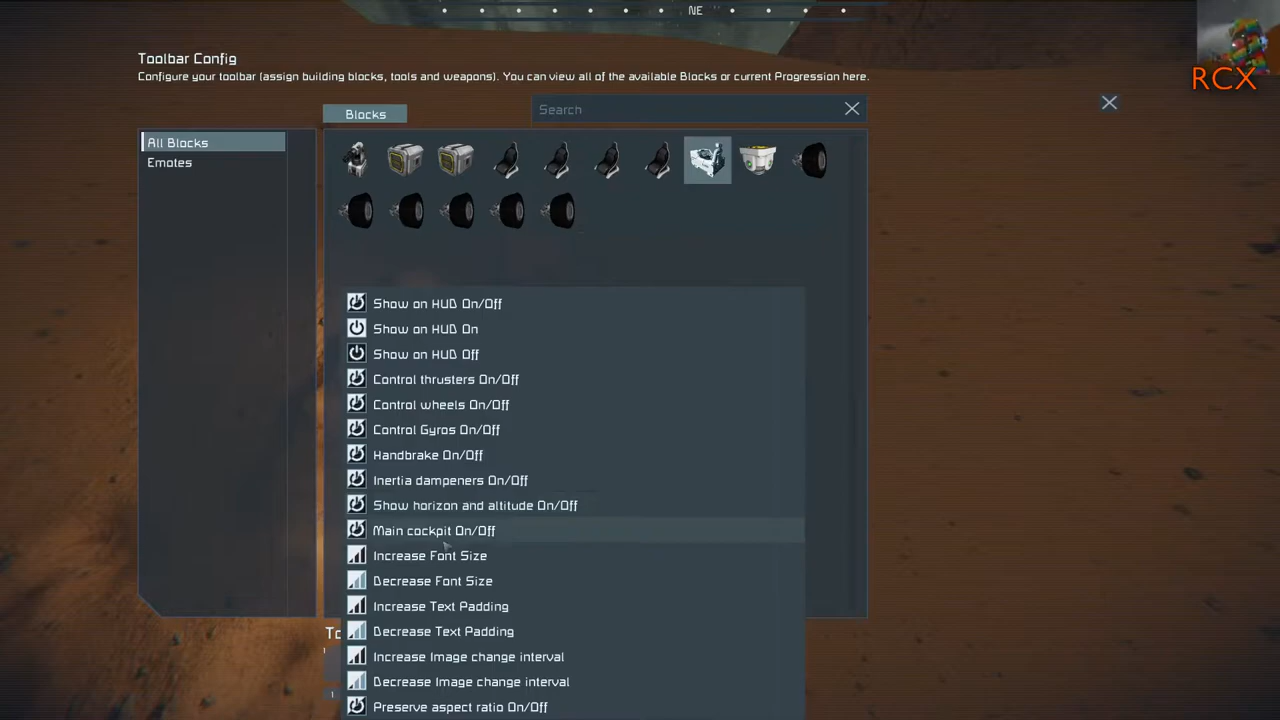 NE
Toolbar Config
Configure your toolbar (assign building blocks, tools and weapons). You can view all of the available Blocks or current Progression here.
RCX
Blocks
Search
All Blocks
Emotes
Show on HUD On/Off
Show on HUD On
Show on HUD Off
Control thrusters On/Off
Control wheels On/Off
Control Gyros On/Off
Handbrake On/Off
Inertia dampeners On/Off
Show horizon and altitude On/Off
Main cockpit On/Off
Increase Font Size
Decrease Font Size
Increase Text Padding
Decrease Text Padding
Increase Image change interval
Decrease Image change interval
Preserve aspect ratio On/Off
1